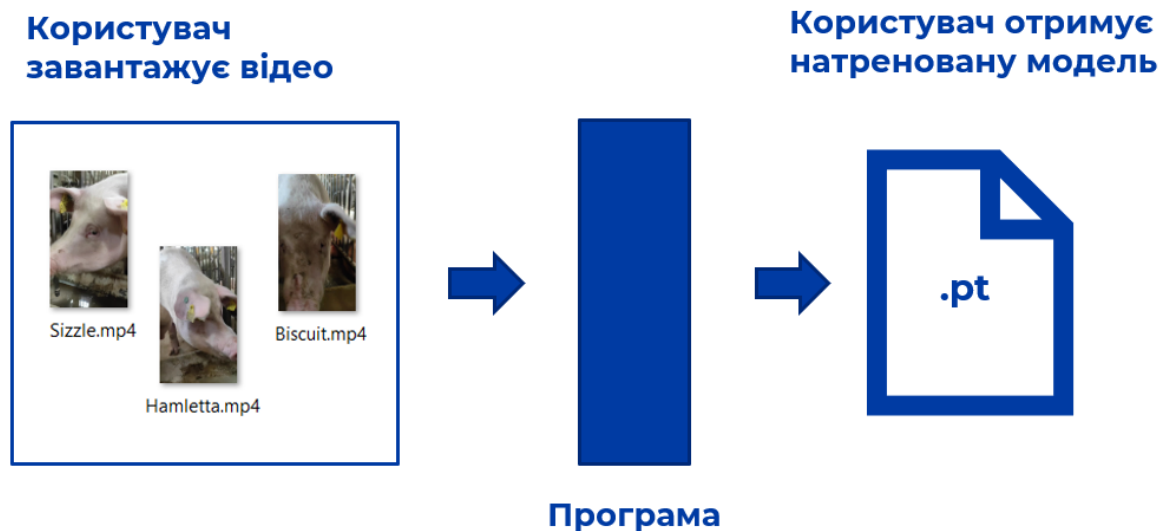 Користувач
завантажує відео
Користувач отримує
натреновану модель
Sizzle.mp4
Hamletta.mp4
Biscuit.mp4
.pt
Програма